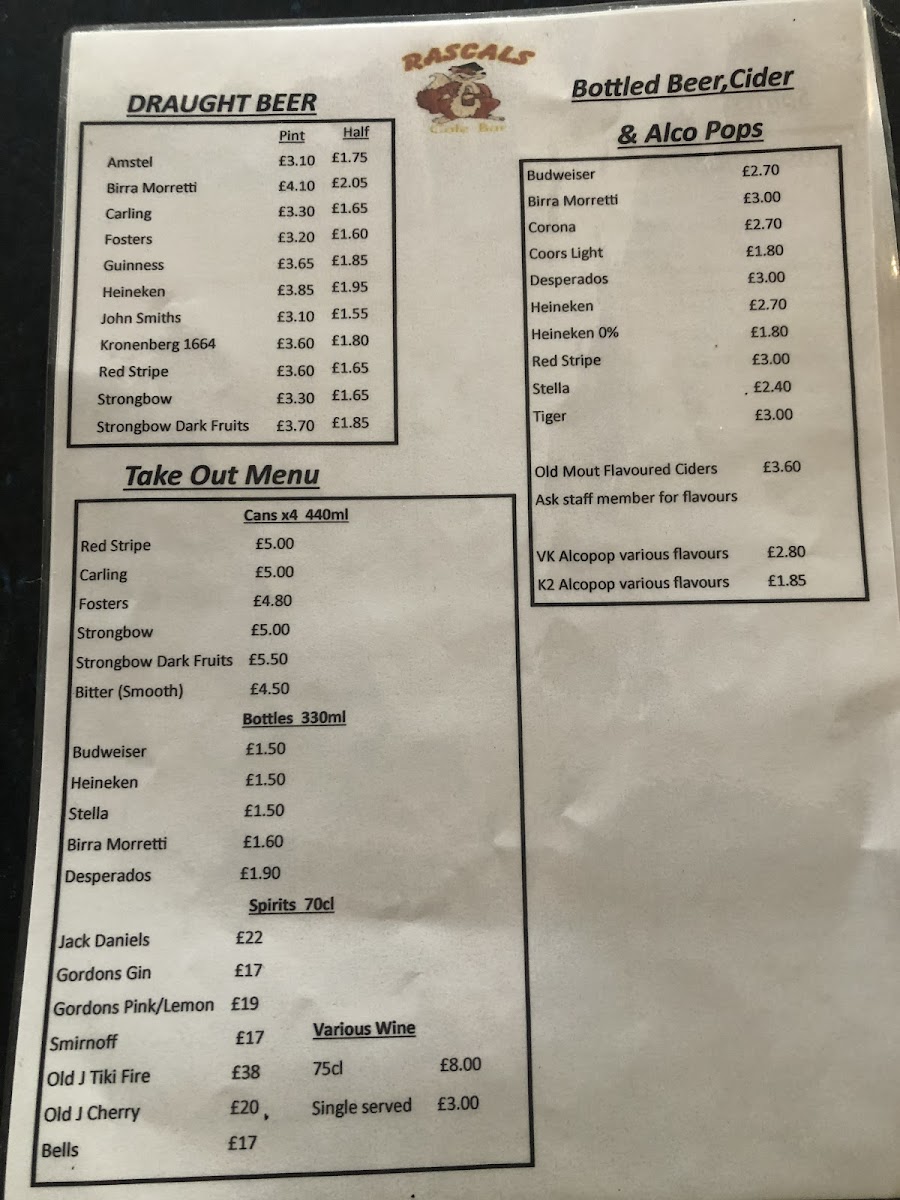 RASCALS
Cafe Bar
DRAUGHT BEER
Pint Half
Amstel £3.10 £1.75
Birra Morretti £4.10 £2.05
Carling £3.30 £1.65
Fosters £3.20 £1.60
Guinness £3.65 £1.85
Heineken £3.85 £1.95
John Smiths £3.10 £1.55
Kronenberg 1664 £3.60 £1.80
Red Stripe £3.60 £1.65
Strongbow £3.30 £1.65
Strongbow Dark Fruits £3.70 £1.85
Bottled Beer,Cider
& Alco Pops
Budweiser £2.70
Birra Morretti £3.00
Corona £2.70
Coors Light £1.80
Desperados £3.00
Heineken £2.70
Heineken 0% £1.80
Red Stripe £3.00
Stella £2.40
Tiger £3.00
Old Mout Flavoured Ciders £3.60
Ask staff member for flavours
VK Alcopop various flavours £2.80
K2 Alcopop various flavours £1.85
Take Out Menu
Cans x4 440ml
Red Stripe £5.00
Carling £5.00
Fosters £4.80
Strongbow £5.00
Strongbow Dark Fruits £5.50
Bitter (Smooth) £4.50
Bottles 330ml
Budweiser £1.50
Heineken £1.50
Stella £1.50
Birra Morretti £1.60
Desperados £1.90
Spirits 70cl
Jack Daniels £22
Gordons Gin £17
Gordons Pink/Lemon £19
Smirnoff £17
Old J Tiki Fire £38
Old J Cherry £20
Bells £17
Various Wine
75cl £8.00
Single served £3.00